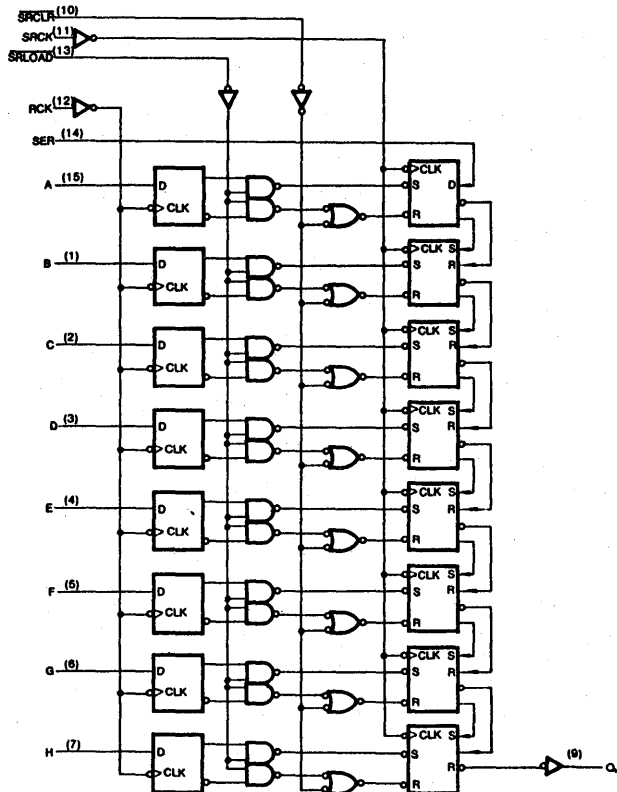 SRCLR (10)
SRCK (11)
SRLOAD (13)
RCK (12)
SER (14)
A (15) D CLK CLK S D R
B (1) D CLK CLK S S R R
C (2) D CLK CLK S S R R
D (3) D CLK CLK S S R R
E (4) D CLK CLK S S R R
F (5) D CLK CLK S S R R
G (6) D CLK CLK S S R R
H (7) D CLK CLK S S R R
(9)